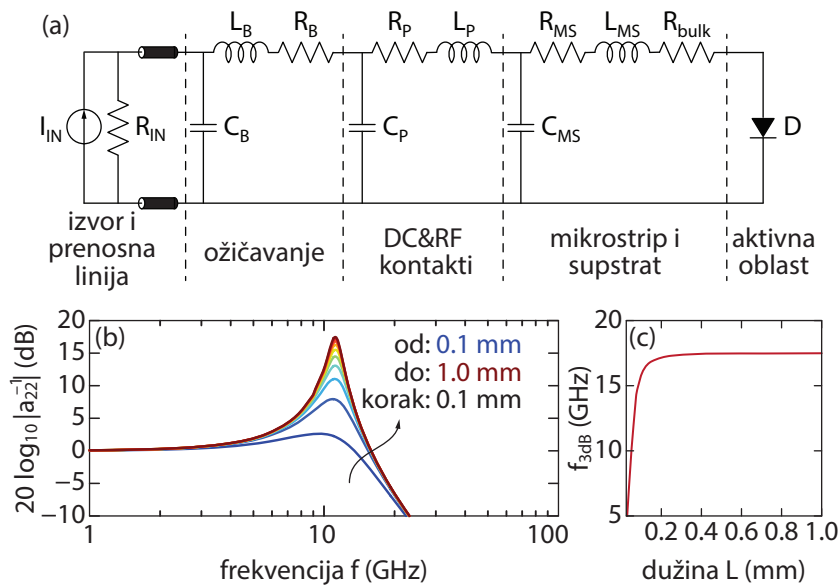 (a)
L_B
R_B
R_P
L_P
R_MS
L_MS
R_bulk
I_IN
R_IN
C_B
C_P
C_MS
D
izvor i
prenosna
linija
ožičavanje
DC&RF
kontakti
mikrostrip i
supstrat
aktivna
oblast
(b)
20
15
10
5
0
−5
−10
20 log₁₀ |a₂₂⁻¹| (dB)
od: 0.1 mm
do: 1.0 mm
korak: 0.1 mm
1
10
100
frekvencija f (GHz)
(c)
20
15
10
5
f_3dB (GHz)
0.2 0.4 0.6 0.8 1.0
dužina L (mm)